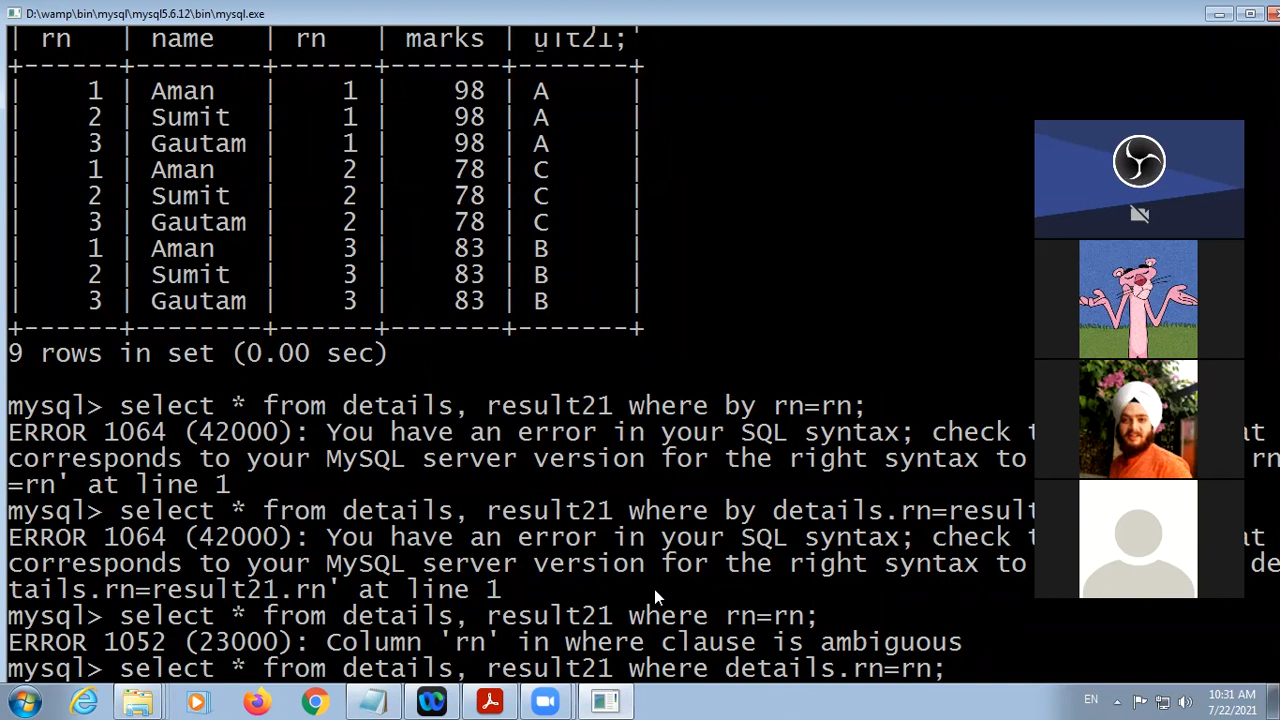 D:\wamp\bin\mysql\mysql5.6.12\bin\mysql.exe
| rn | name | rn | marks |
+------+---------+------+-------+-------+
| 1 | Aman | 1 | 98 | A |
| 2 | Sumit | 1 | 98 | A |
| 3 | Gautam | 1 | 98 | A |
| 1 | Aman | 2 | 78 | C |
| 2 | Sumit | 2 | 78 | C |
| 3 | Gautam | 2 | 78 | C |
| 1 | Aman | 3 | 83 | B |
| 2 | Sumit | 3 | 83 | B |
| 3 | Gautam | 3 | 83 | B |
+------+---------+------+-------+-------+
9 rows in set (0.00 sec)
mysql> select * from details, result21 where by rn=rn;
ERROR 1064 (42000): You have an error in your SQL syntax; check at
corresponds to your MySQL server version for the right syntax to rn
=rn' at line 1
mysql> select * from details, result21 where by details.rn=result
ERROR 1064 (42000): You have an error in your SQL syntax; check at
corresponds to your MySQL server version for the right syntax to de
tails.rn=result21.rn' at line 1
mysql> select * from details, result21 where rn=rn;
ERROR 1052 (23000): Column 'rn' in where clause is ambiguous
mysql> select * from details, result21 where details.rn=rn;
EN
10:31 AM
7/22/2021